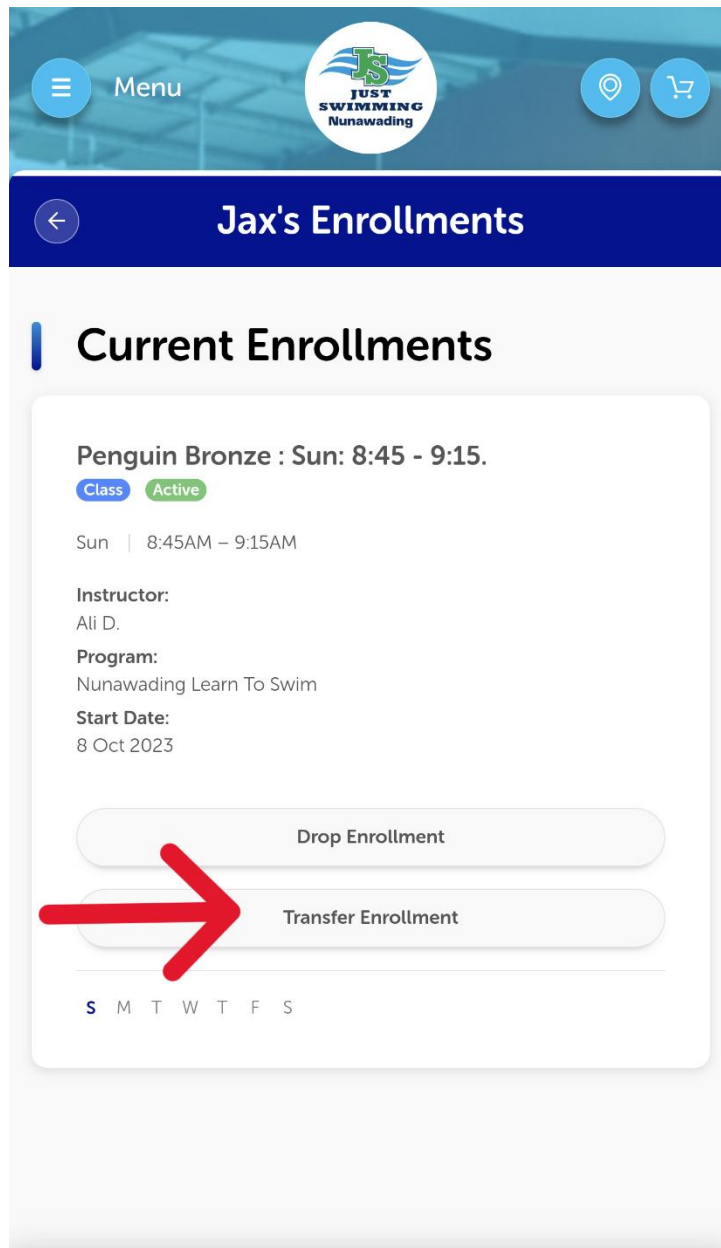 Menu
JS
JUST
SWIMMING
Nunawading
Jax's Enrollments
Current Enrollments
Penguin Bronze : Sun: 8:45 - 9:15.
Class Active
Sun | 8:45AM – 9:15AM
Instructor:
Ali D.
Program:
Nunawading Learn To Swim
Start Date:
8 Oct 2023
Drop Enrollment
Transfer Enrollment
S M T W T F S